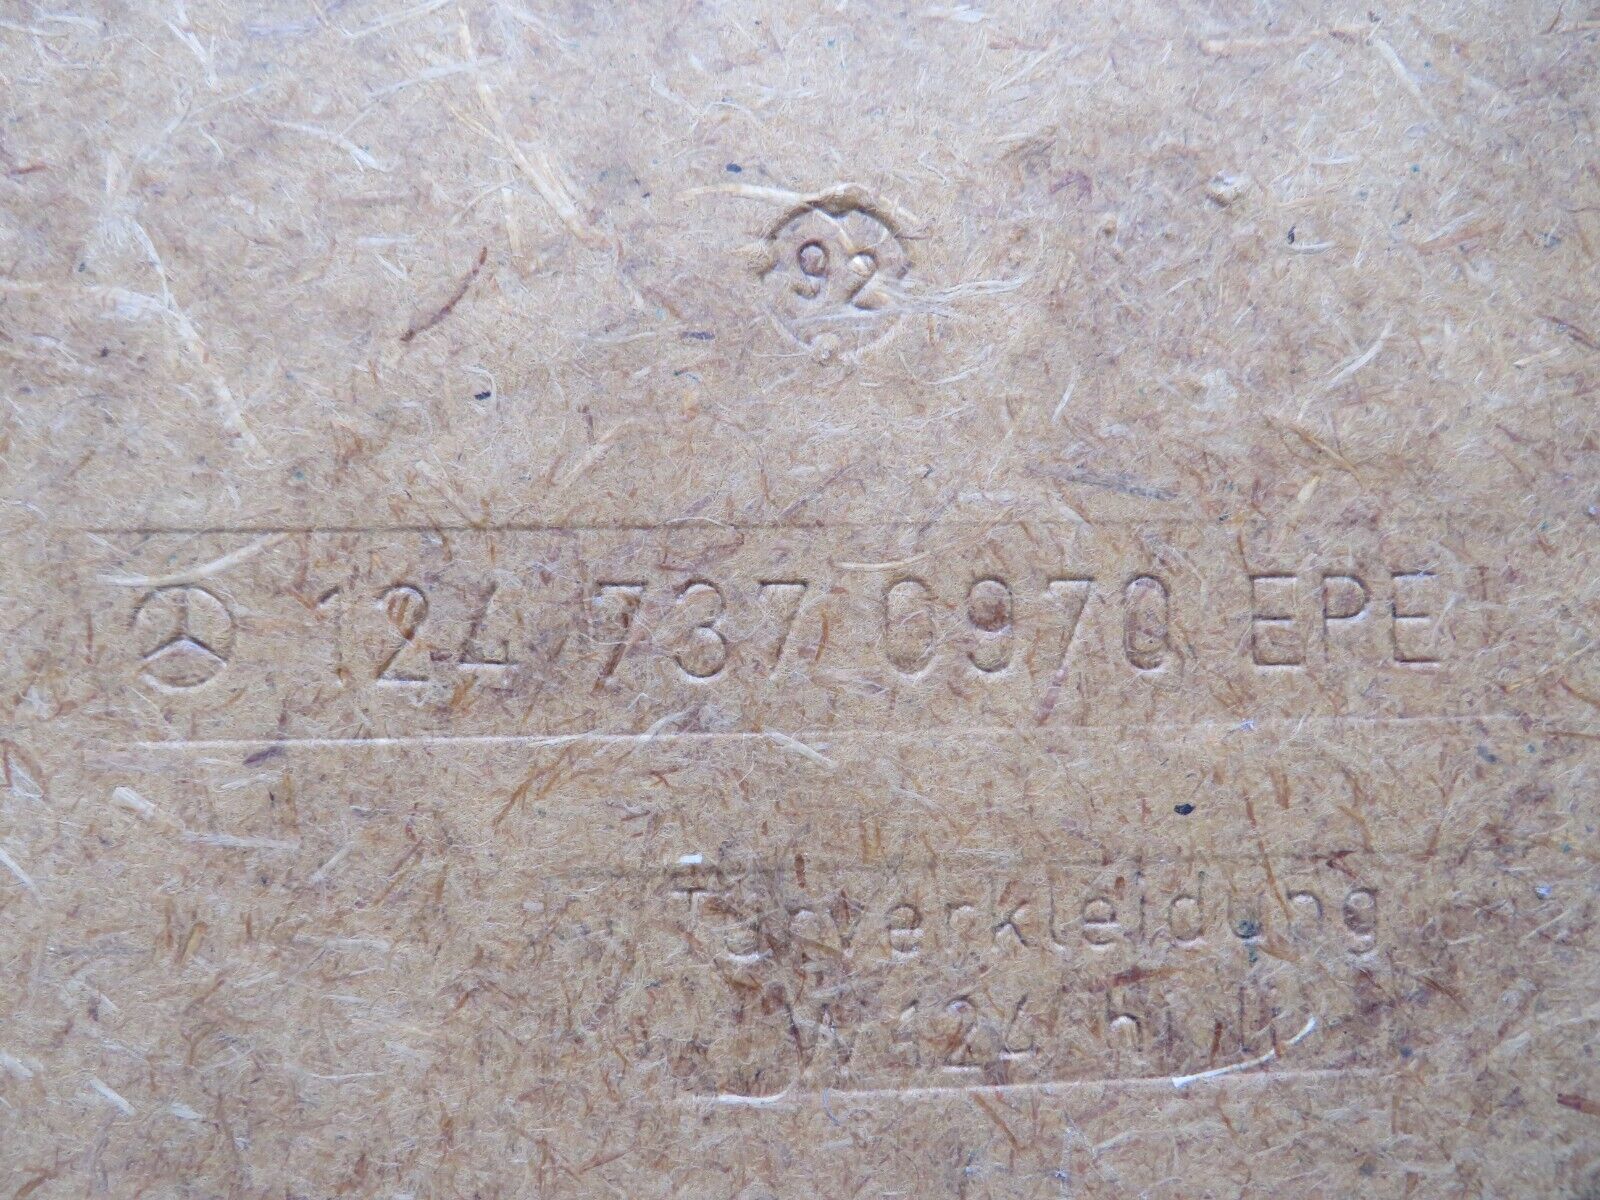 92
124 737 0970 EPE
Türverkleidung
W 124 hi. li.